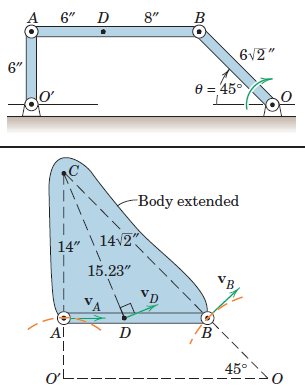 A 6″ D 8″ B
6″
6√2″
θ = 45°
O′ O
C
Body extended
14″ 14√2″
15.23″
v_A v_D v_B
A D B
45°
O′ O